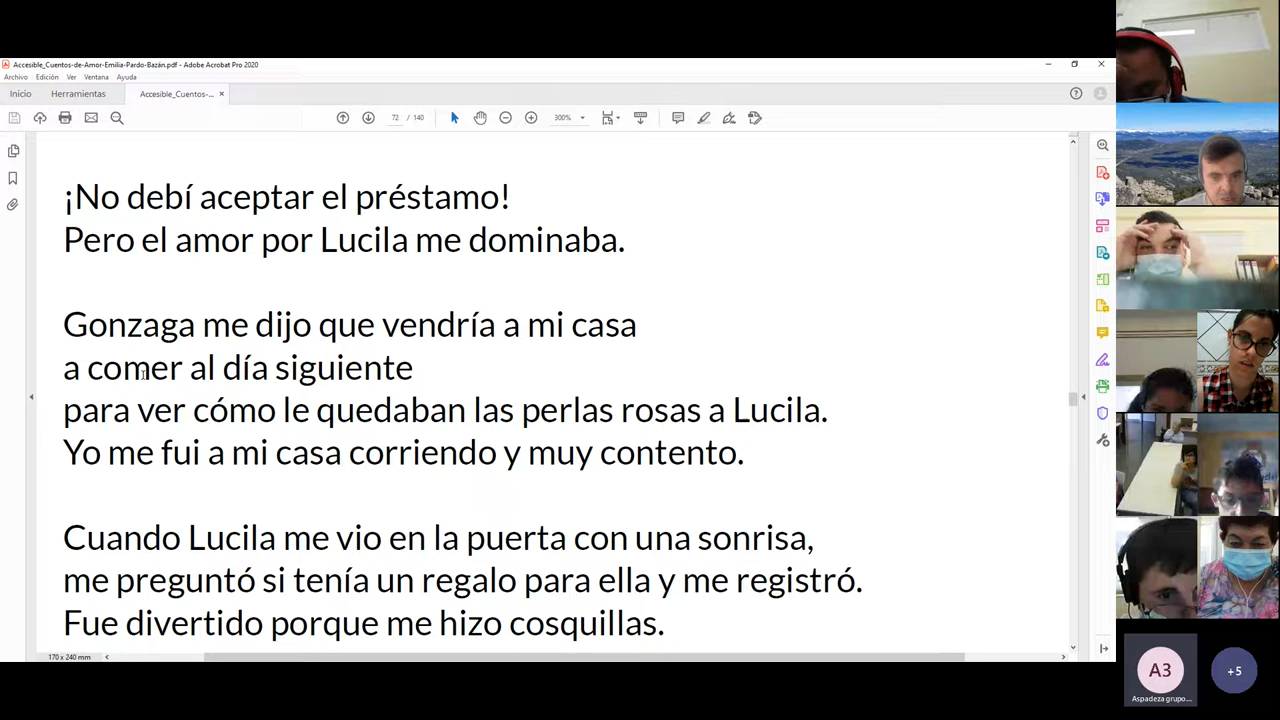 Accesible_Cuentos-de-Amor-Emilia-Pardo-Bazán.pdf - Adobe Acrobat Pro 2020
Archivo Edición Ver Ventana Ayuda
Inicio Herramientas Accesible_Cuentos-...
72 / 140 300%
¡No debí aceptar el préstamo!
Pero el amor por Lucila me dominaba.
Gonzaga me dijo que vendría a mi casa
a comer al día siguiente
para ver cómo le quedaban las perlas rosas a Lucila.
Yo me fui a mi casa corriendo y muy contento.
Cuando Lucila me vio en la puerta con una sonrisa,
me preguntó si tenía un regalo para ella y me registró.
Fue divertido porque me hizo cosquillas.
170 x 240 mm
A3
Aspadeza grupo...
+5